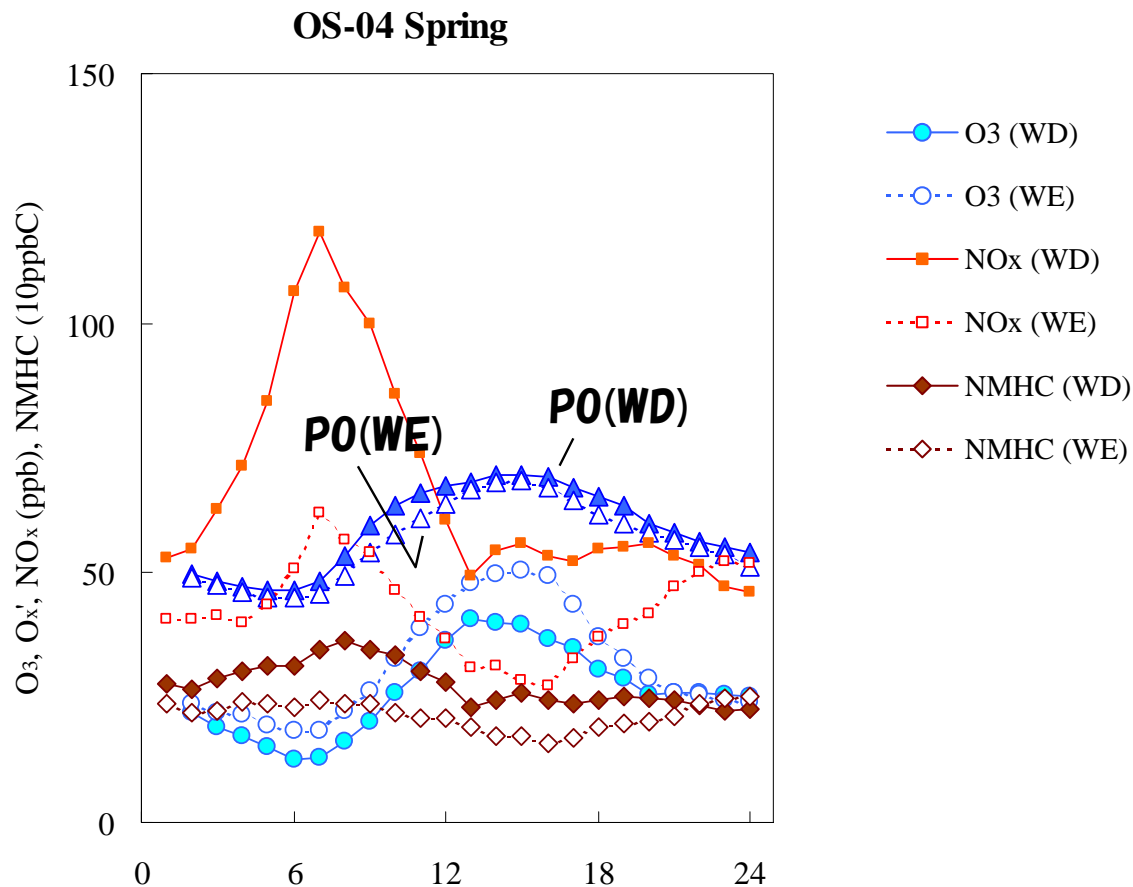 OS-04 Spring
150
100
50
0
O3, Ox', NOx (ppb), NMHC (10ppbC)
PO(WE)
PO(WD)
0 6 12 18 24
O3 (WD)
O3 (WE)
NOx (WD)
NOx (WE)
NMHC (WD)
NMHC (WE)